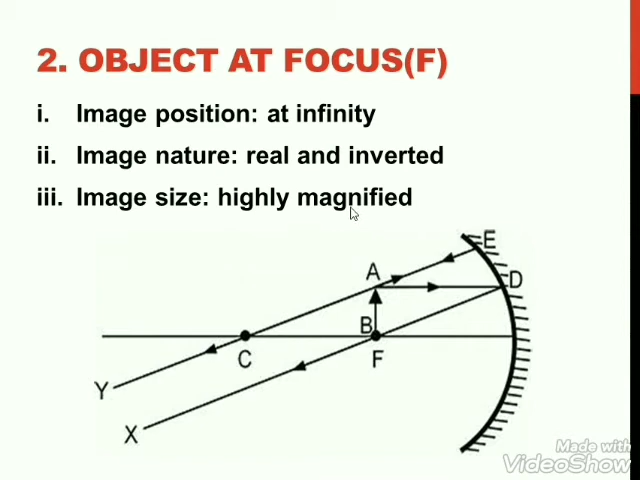 2. OBJECT AT FOCUS(F)
i. Image position: at infinity
ii. Image nature: real and inverted
iii. Image size: highly magnified
E
A
D
B
C
F
Y
X
Made with
VideoShow